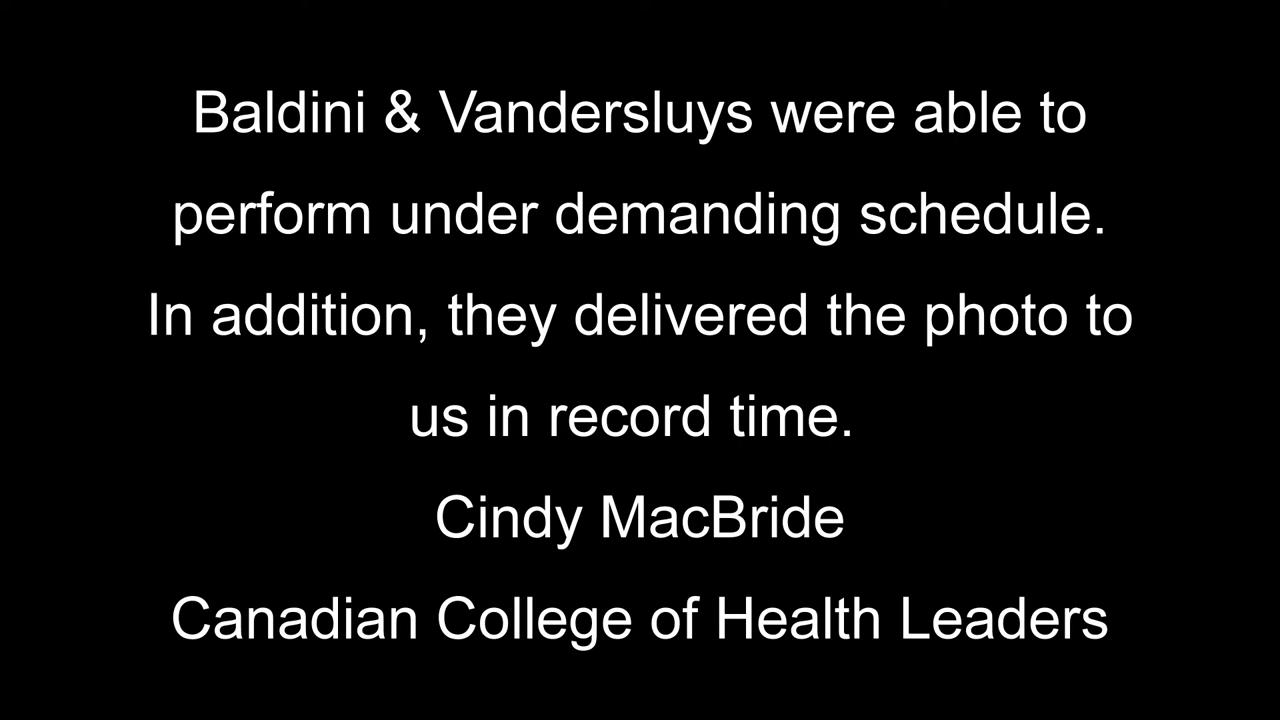 Baldini & Vandersluys were able to
perform under demanding schedule.
In addition, they delivered the photo to
us in record time.
Cindy MacBride
Canadian College of Health Leaders